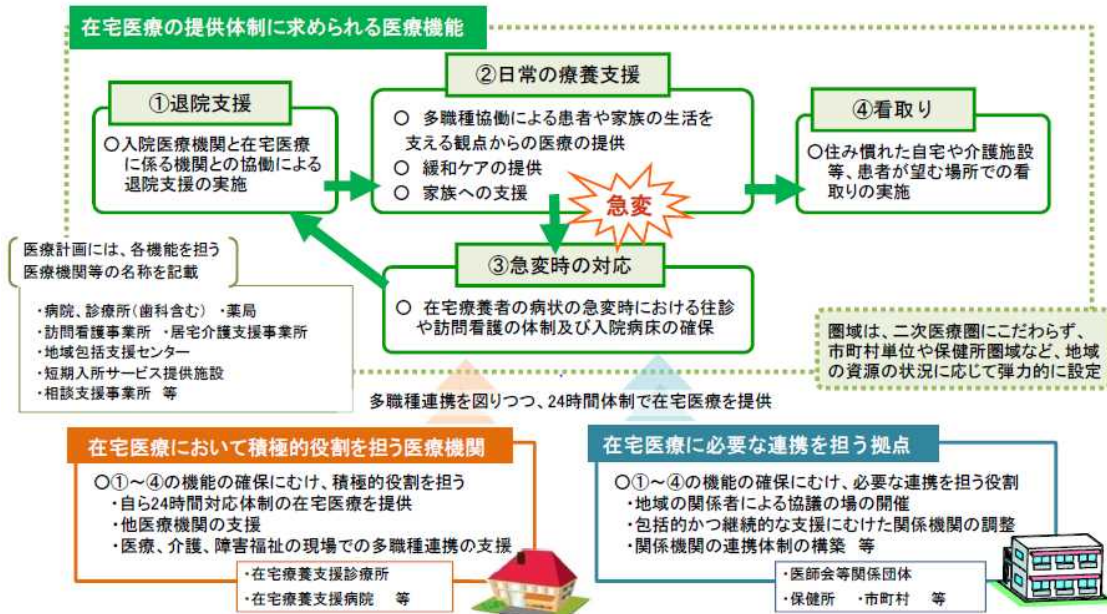 在宅医療の提供体制に求められる医療機能
①退院支援
○入院医療機関と在宅医療
に係る機関との協働による
退院支援の実施
②日常の療養支援
○ 多職種協働による患者や家族の生活を
支える観点からの医療の提供
○ 緩和ケアの提供
○ 家族への支援
急変
④看取り
○住み慣れた自宅や介護施設
等、患者が望む場所での看
取りの実施
③急変時の対応
○ 在宅療養者の病状の急変時における往診
や訪問看護の体制及び入院病床の確保
医療計画には、各機能を担う
医療機関等の名称を記載
・病院、診療所(歯科含む) ・薬局
・訪問看護事業所 ・居宅介護支援事業所
・地域包括支援センター
・短期入所サービス提供施設
・相談支援事業所 等
圏域は、二次医療圏にこだわらず、
市町村単位や保健所圏域など、地域
の資源の状況に応じて弾力的に設定
多職種連携を図りつつ、24時間体制で在宅医療を提供
在宅医療において積極的役割を担う医療機関
○①~④の機能の確保にむけ、積極的役割を担う
・自ら24時間対応体制の在宅医療を提供
・他医療機関の支援
・医療、介護、障害福祉の現場での多職種連携の支援
・在宅療養支援診療所
・在宅療養支援病院 等
在宅医療に必要な連携を担う拠点
○①~④の機能の確保にむけ、必要な連携を担う役割
・地域の関係者による協議の場の開催
・包括的かつ継続的な支援にむけた関係機関の調整
・関係機関の連携体制の構築 等
・医師会等関係団体
・保健所 ・市町村 等